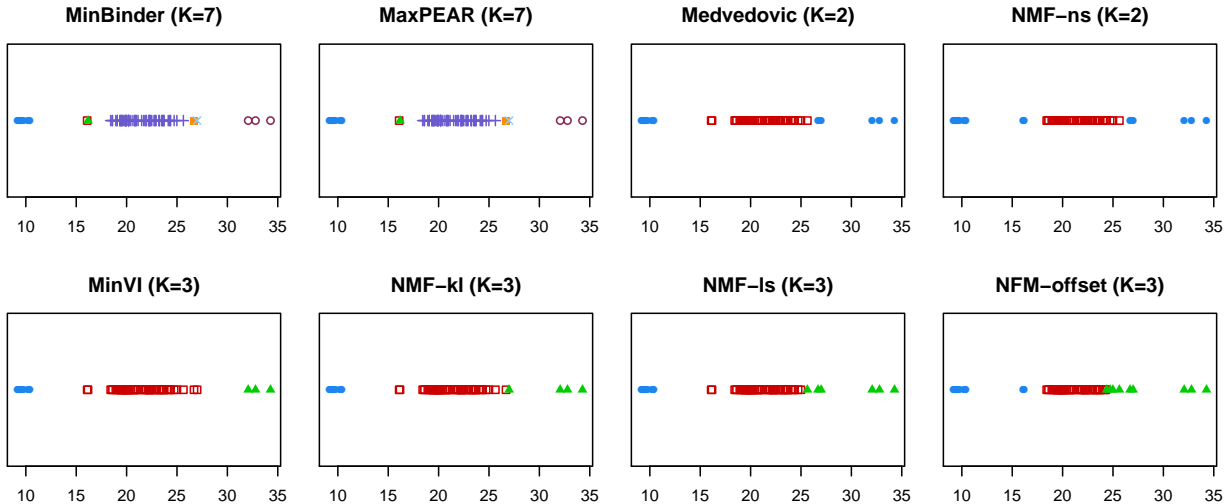 MinBinder (K=7) MaxPEAR (K=7) Medvedovic (K=2) NMF−ns (K=2)
10 15 20 25 30 35 10 15 20 25 30 35 10 15 20 25 30 35 10 15 20 25 30 35
MinVI (K=3) NMF−kl (K=3) NMF−ls (K=3) NFM−offset (K=3)
10 15 20 25 30 35 10 15 20 25 30 35 10 15 20 25 30 35 10 15 20 25 30 35